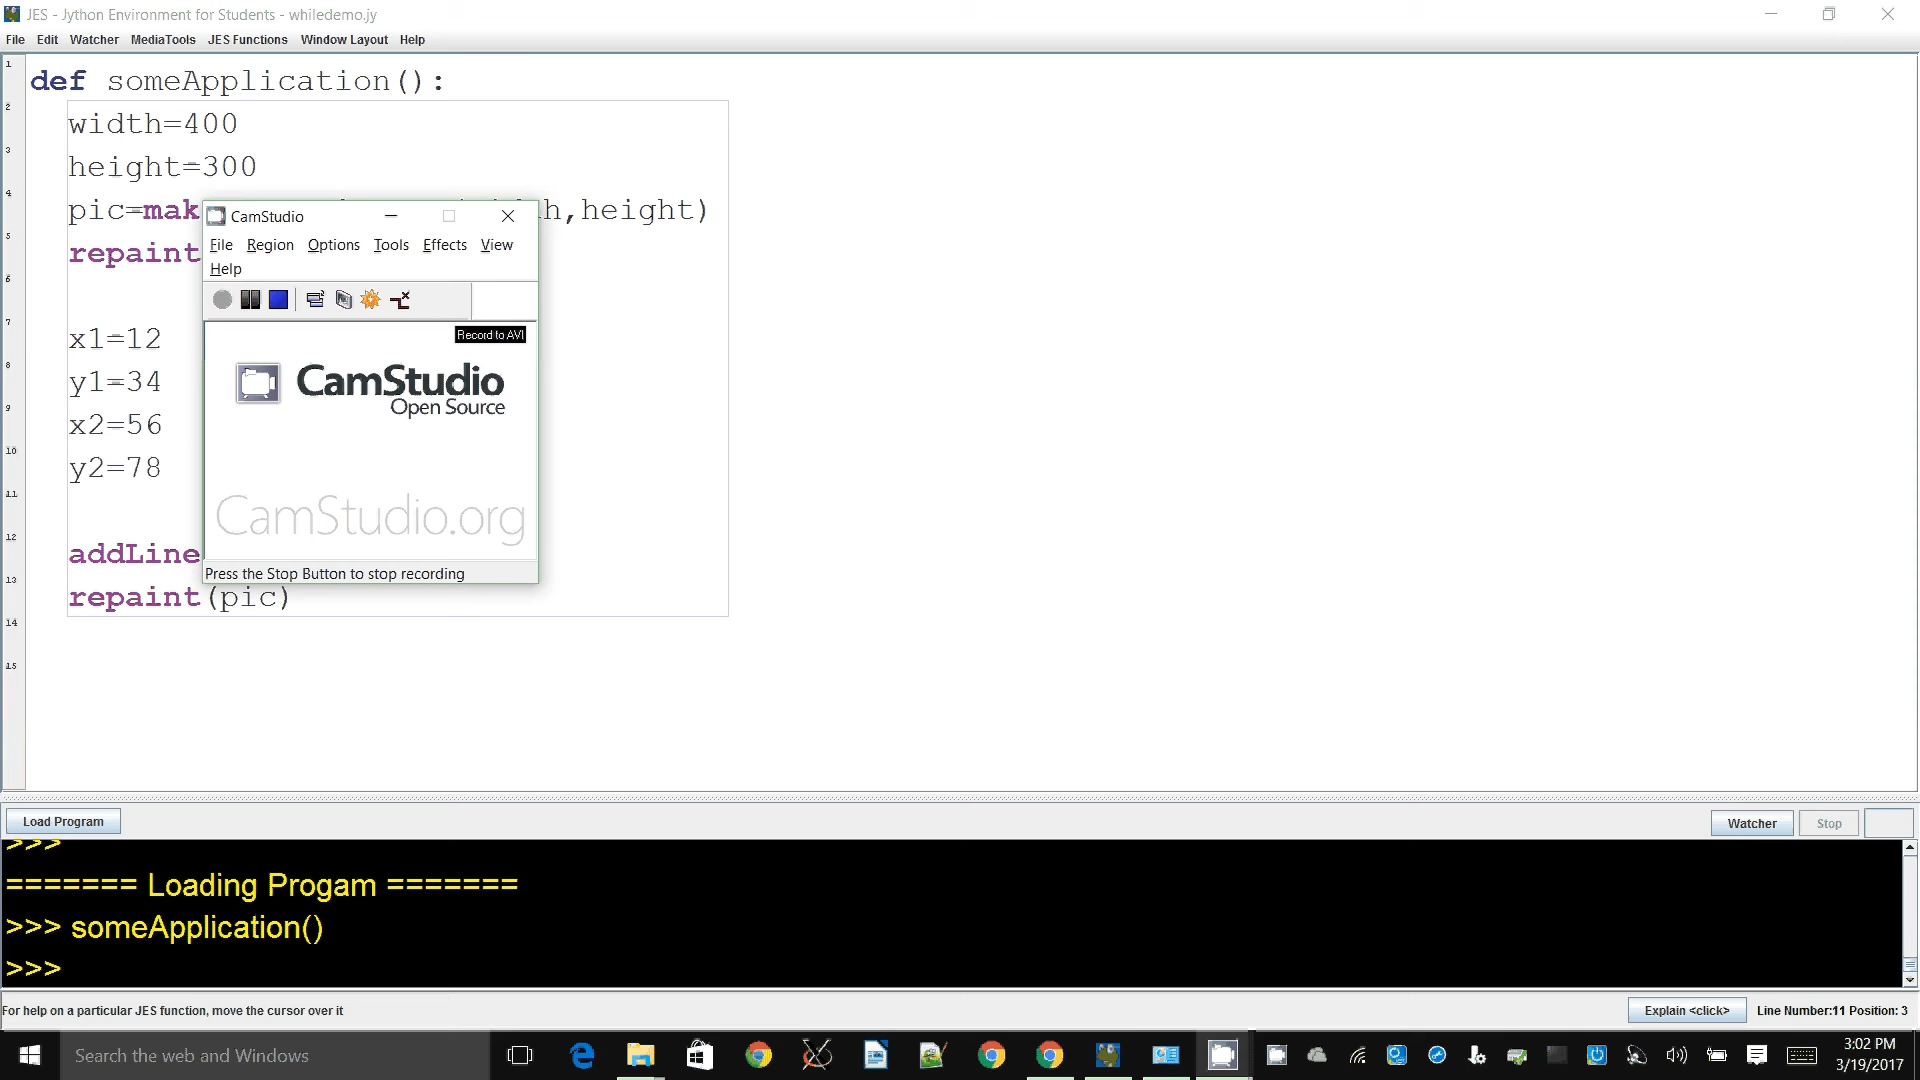 JES - Jython Environment for Students - whiledemo.jy
File Edit Watcher MediaTools JES Functions Window Layout Help
1 def someApplication():
2 width=400
3 height=300
4 pic=mak h,height)
5 repaint
6
7 x1=12
8 y1=34
9 x2=56
10 y2=78
11
12 addLine
13 repaint(pic)
14
15
CamStudio
File Region Options Tools Effects View
Help
Record to AVI
CamStudio
Open Source
CamStudio.org
Press the Stop Button to stop recording
Load Program Watcher Stop
>>>
======= Loading Progam =======
>>> someApplication()
>>>
For help on a particular JES function, move the cursor over it Explain <click> Line Number:11 Position: 3
Search the web and Windows
3:02 PM
3/19/2017